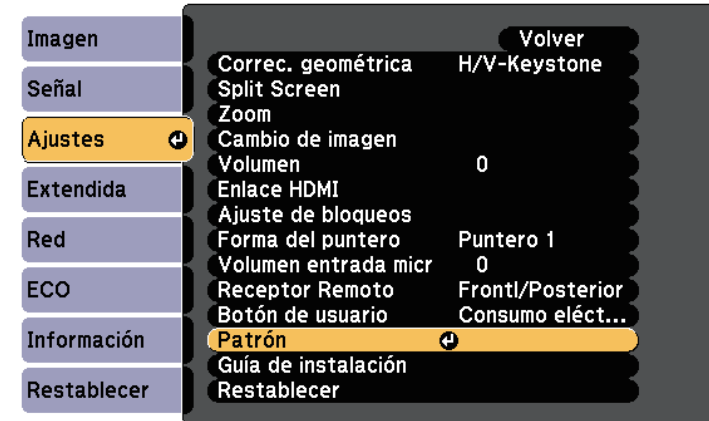 Imagen
Señal
Ajustes
Extendida
Red
ECO
Información
Restablecer
Volver
Correc. geométrica H/V-Keystone
Split Screen
Zoom
Cambio de imagen
Volumen 0
Enlace HDMI
Ajuste de bloqueos
Forma del puntero Puntero 1
Volumen entrada micr 0
Receptor Remoto Frontl/Posterior
Botón de usuario Consumo eléct...
Patrón
Guía de instalación
Restablecer